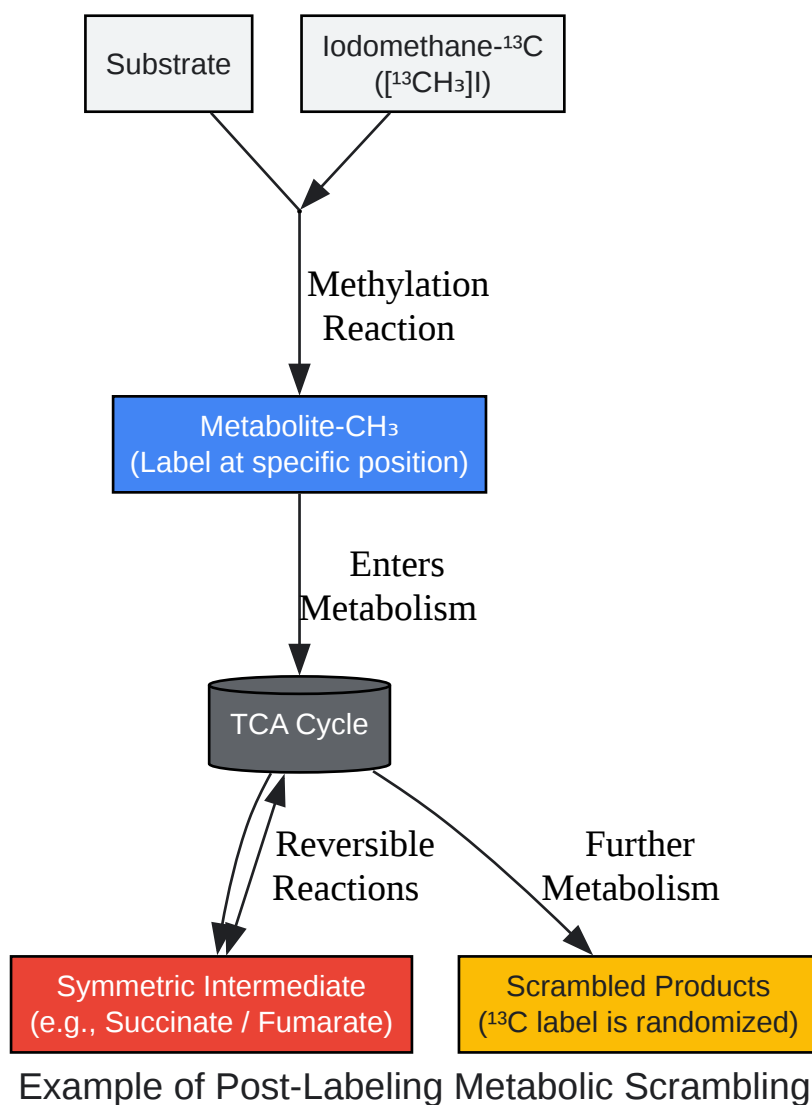 Substrate
Iodomethane-¹³C
([¹³CH₃]I)
Methylation
Reaction
Metabolite-CH₃
(Label at specific position)
Enters
Metabolism
TCA Cycle
Reversible
Reactions
Further
Metabolism
Symmetric Intermediate
(e.g., Succinate / Fumarate)
Scrambled Products
(¹³C label is randomized)
Example of Post-Labeling Metabolic Scrambling